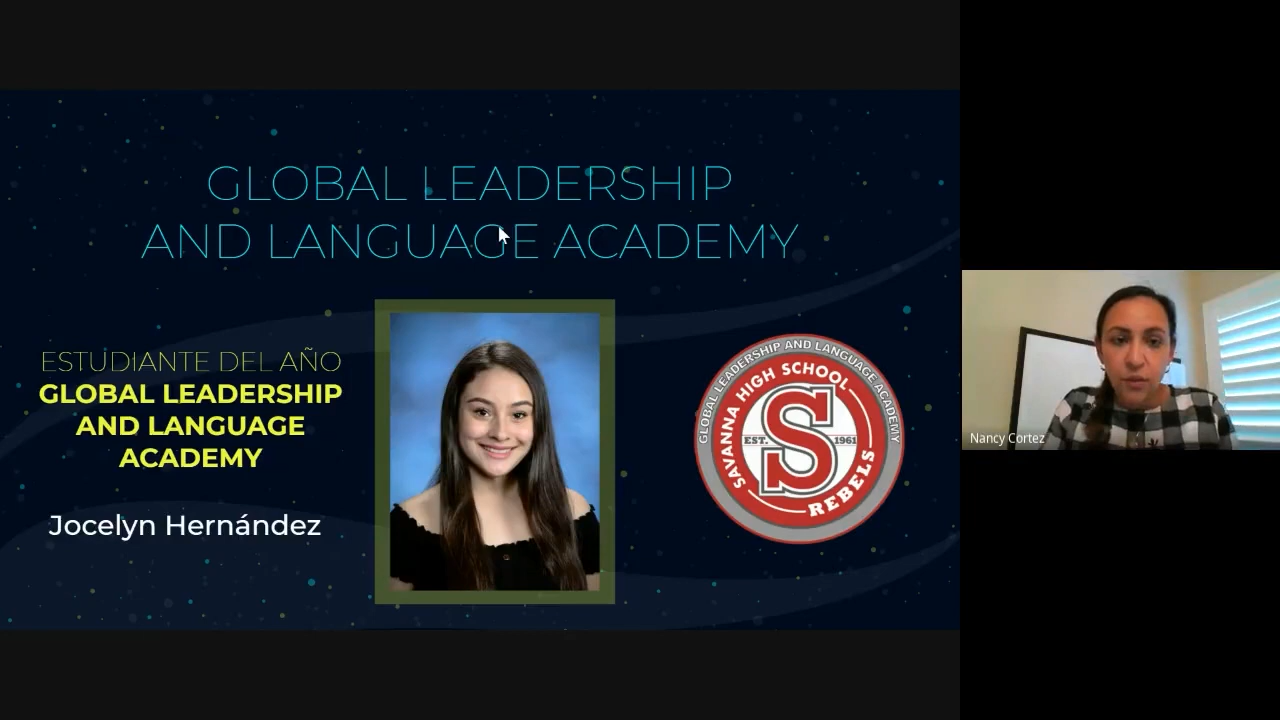 GLOBAL LEADERSHIP
AND LANGUAGE ACADEMY
ESTUDIANTE DEL AÑO
GLOBAL LEADERSHIP
AND LANGUAGE
ACADEMY
Jocelyn Hernández
GLOBAL LEADERSHIP AND LANGUAGE ACADEMY
SAVANNA HIGH SCHOOL
EST. 1961
S
REBELS
Nancy Cortez